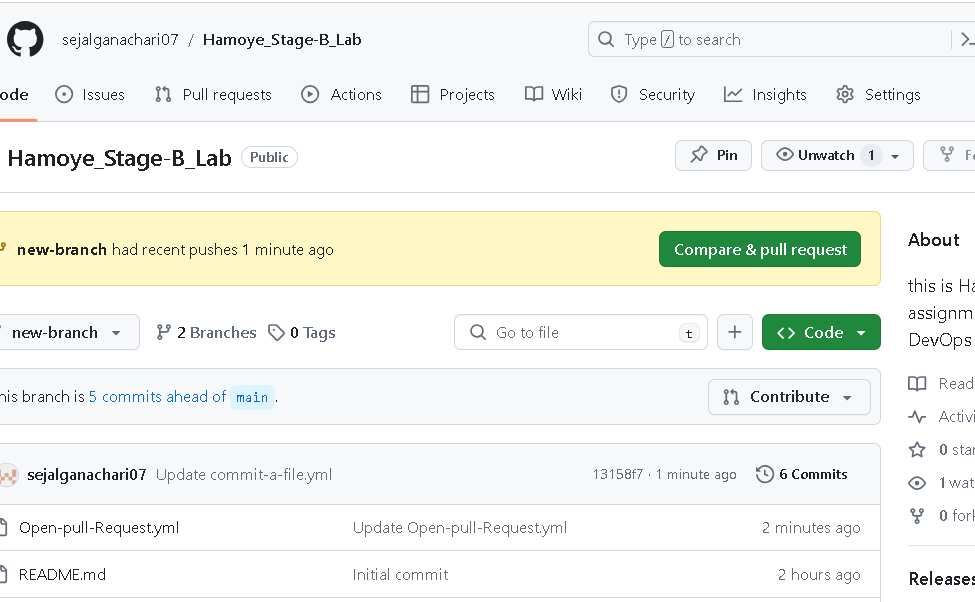 sejalganachari07 / Hamoye_Stage-B_Lab
Type / to search
ode Issues Pull requests Actions Projects Wiki Security Insights Settings
Hamoye_Stage-B_Lab Public
Pin Unwatch 1 Fo
new-branch had recent pushes 1 minute ago
Compare & pull request
About
this is Ha
assignm
DevOps
new-branch 2 Branches 0 Tags
Go to file t
+ Code
his branch is 5 commits ahead of main .
Contribute
Read
Activi
0 star
1 wat
0 fork
sejalganachari07 Update commit-a-file.yml 13158f7 · 1 minute ago 6 Commits
Open-pull-Request.yml Update Open-pull-Request.yml 2 minutes ago
README.md Initial commit 2 hours ago
Releases